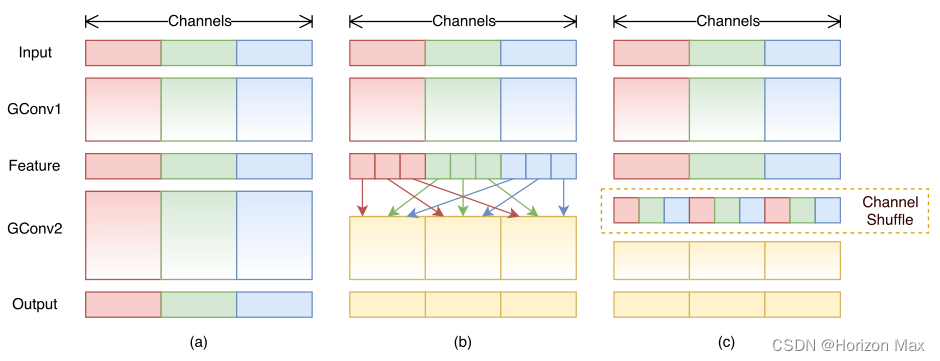 Channels Channels Channels
Input
GConv1
Feature
Channel
Shuffle
GConv2
Output
(a) (b) (c)
CSDN @Horizon Max